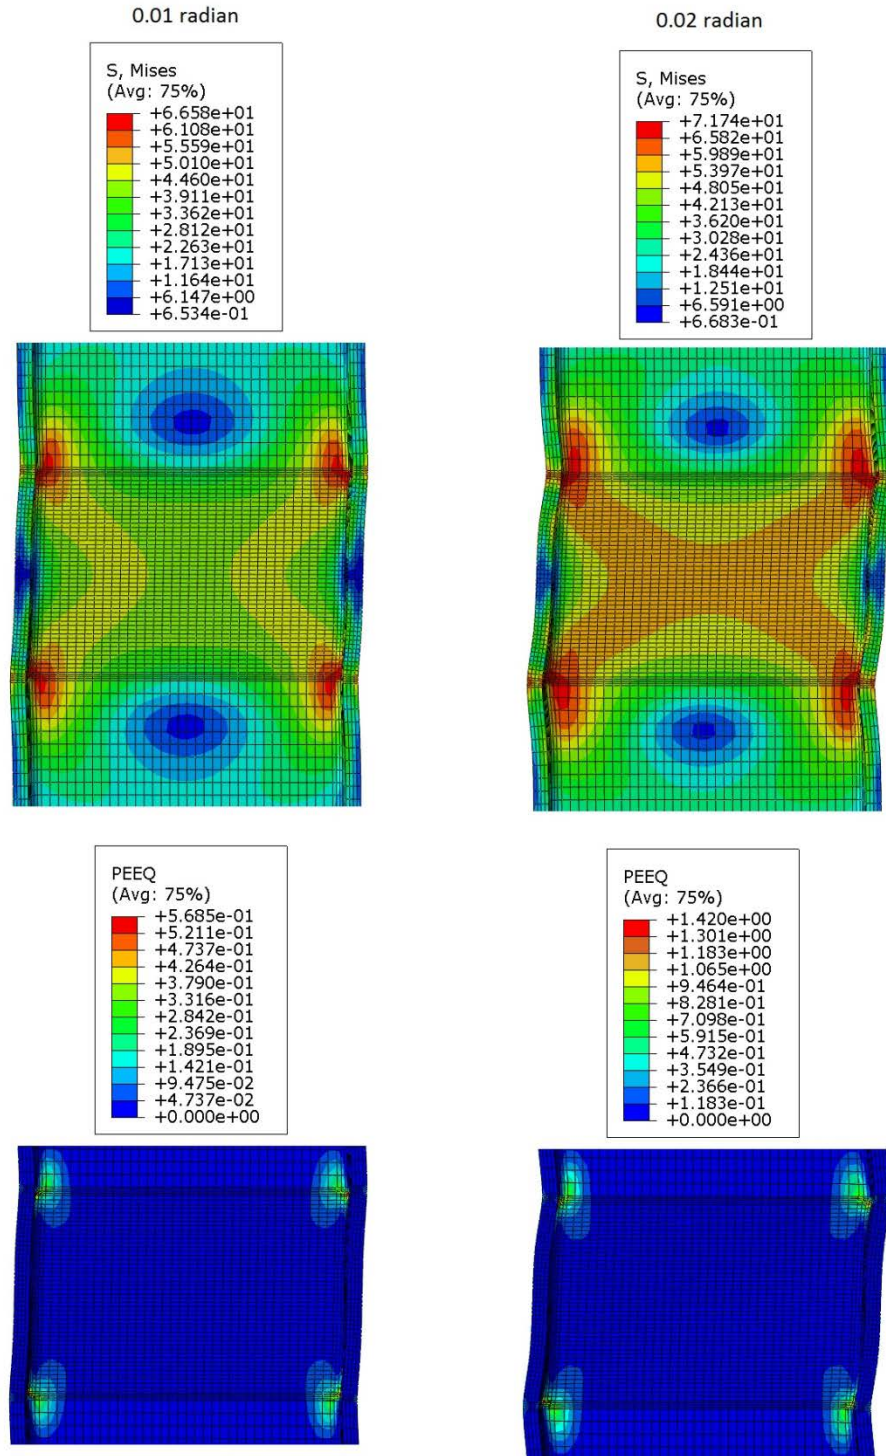 0.01 radian
0.02 radian
S, Mises
(Avg: 75%)
+6.658e+01
+6.108e+01
+5.559e+01
+5.010e+01
+4.460e+01
+3.911e+01
+3.362e+01
+2.812e+01
+2.263e+01
+1.713e+01
+1.164e+01
+6.147e+00
+6.534e-01
S, Mises
(Avg: 75%)
+7.174e+01
+6.582e+01
+5.989e+01
+5.397e+01
+4.805e+01
+4.213e+01
+3.620e+01
+3.028e+01
+2.436e+01
+1.844e+01
+1.251e+01
+6.591e+00
+6.683e-01
PEEQ
(Avg: 75%)
+5.685e-01
+5.211e-01
+4.737e-01
+4.264e-01
+3.790e-01
+3.316e-01
+2.842e-01
+2.369e-01
+1.895e-01
+1.421e-01
+9.475e-02
+4.737e-02
+0.000e+00
PEEQ
(Avg: 75%)
+1.420e+00
+1.301e+00
+1.183e+00
+1.065e+00
+9.464e-01
+8.281e-01
+7.098e-01
+5.915e-01
+4.732e-01
+3.549e-01
+2.366e-01
+1.183e-01
+0.000e+00